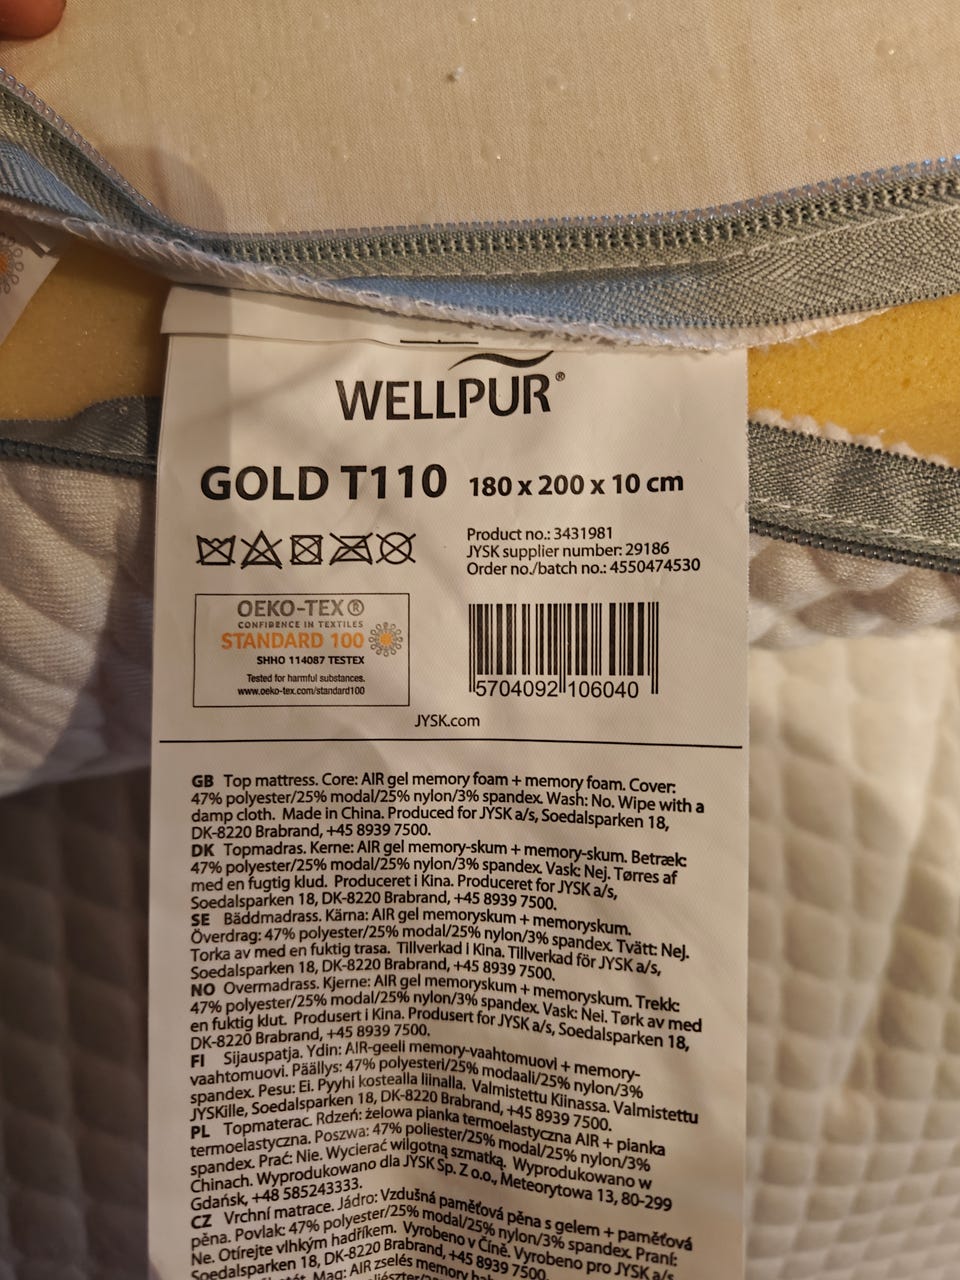 WELLPUR®
GOLD T110 180 x 200 x 10 cm
Product no.: 3431981
JYSK supplier number: 29186
Order no./batch no.: 4550474530
OEKO-TEX®
CONFIDENCE IN TEXTILES
STANDARD 100
SHHO 114087 TESTEX
Tested for harmful substances.
www.oeko-tex.com/standard100
5704092 106040
JYSK.com
GB Top mattress. Core: AIR gel memory foam + memory foam. Cover:
47% polyester/25% modal/25% nylon/3% spandex. Wash: No. Wipe with a
damp cloth. Made in China. Produced for JYSK a/s, Soedalsparken 18,
DK-8220 Brabrand, +45 8939 7500.
DK Topmadras. Kerne: AIR gel memory-skum + memory-skum. Betræk:
47% polyester/25% modal/25% nylon/3% spandex. Vask: Nej. Tørres af
med en fugtig klud. Produceret i Kina. Produceret for JYSK a/s,
Soedalsparken 18, DK-8220 Brabrand, +45 8939 7500.
SE Bäddmadrass. Kärna: AIR gel memoryskum + memoryskum.
Överdrag: 47% polyester/25% modal/25% nylon/3% spandex. Tvätt: Nej.
Torka av med en fuktig trasa. Tillverkad i Kina. Tillverkad för JYSK a/s,
Soedalsparken 18, DK-8220 Brabrand, +45 8939 7500.
NO Overmadrass. Kjerne: AIR gel memoryskum + memoryskum. Trekk:
47% polyester/25% modal/25% nylon/3% spandex. Vask: Nei. Tørk av med
en fuktig klut. Produsert i Kina. Produsert for JYSK a/s, Soedalsparken 18,
DK-8220 Brabrand, +45 8939 7500.
FI Sijauspatja. Ydin: AIR-geeli memory-vaahtomuovi + memory-
vaahtomuovi. Päällys: 47% polyesteri/25% modaali/25% nylon/3%
spandex. Pesu: Ei. Pyyhi kostealla liinalla. Valmistettu Kiinassa. Valmistettu
JYSKille, Soedalsparken 18, DK-8220 Brabrand, +45 8939 7500.
PL Topmaterac. Rdzeń: żelowa pianka termoelastyczna AIR + pianka
termoelastyczna. Poszwa: 47% poliester/25% modal/25% nylon/3%
spandex. Prać: Nie. Wycierać wilgotną szmatką. Wyprodukowano w
Chinach. Wyprodukowano dla JYSK Sp. Z o.o., Meteorytowa 13, 80-299
Gdańsk, +48 585243333.
CZ Vrchní matrace. Jádro: Vzdušná paměťová pěna s gelem + paměťová
pěna. Povlak: 47% polyester/25% modal/25% nylon/3% spandex. Praní:
Ne. Otírejte vlhkým hadříkem. Vyrobeno v Číně. Vyrobeno pro JYSK a/s,
Soedalsparken 18, DK-8220 Brabrand, +45 8939 7500.
Mag: AIR zselés memory